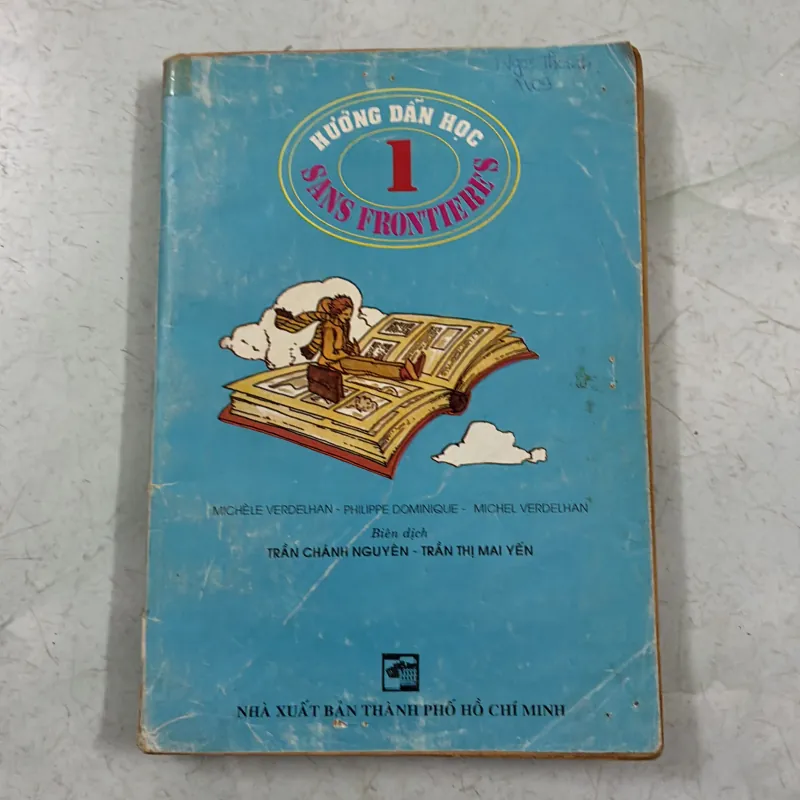 HƯỚNG DẪN HỌC
1
SANS FRONTIERE'S
MICHÈLE VERDELHAN - PHILIPPE DOMINIQUE - MICHEL VERDELHAN
Biên dịch
TRẦN CHÁNH NGUYÊN - TRẦN THỊ MAI YẾN
NHÀ XUẤT BẢN THÀNH PHỐ HỒ CHÍ MINH